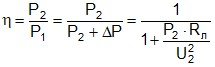 η = P₂/P₁ = P₂/(P₂ + ΔP) = 1/(1 + (P₂ · Rл)/U₂²)